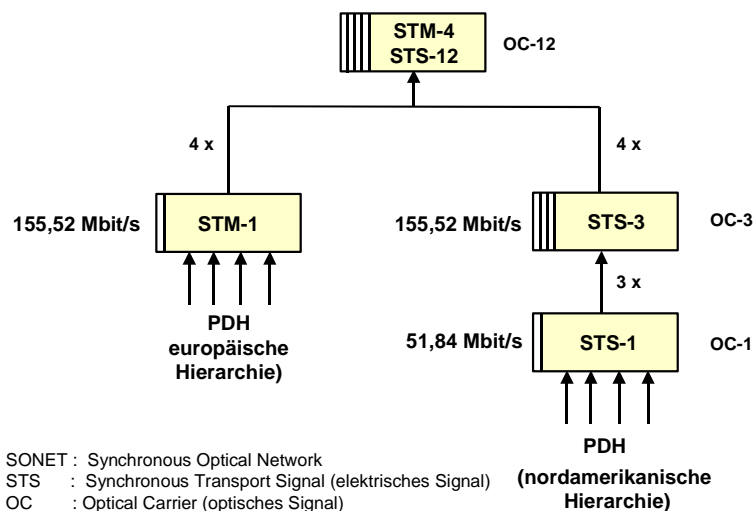 STM-4
STS-12
OC-12
4 x
4 x
155,52 Mbit/s
STM-1
155,52 Mbit/s
STS-3
OC-3
3 x
PDH
europäische
Hierarchie)
51,84 Mbit/s
STS-1
OC-1
PDH
(nordamerikanische
Hierarchie)
SONET : Synchronous Optical Network
STS : Synchronous Transport Signal (elektrisches Signal)
OC : Optical Carrier (optisches Signal)